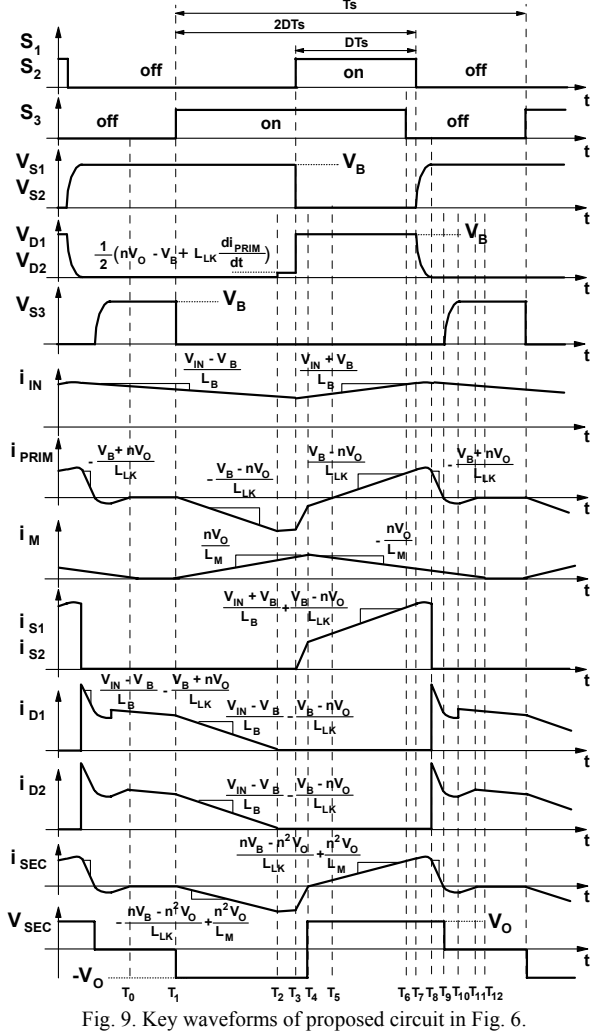 Ts
2DTs
DTs
S1
S2
off
on
off
t
S3
off
on
off
t
VS1
VS2
VB
t
VD1
VD2
1/2 (nVO - VB + LLK diPRIM/dt)
VB
t
VS3
VB
t
iIN
VIN - VB / LB
VIN + VB / LB
t
iPRIM
- VB + nVO / LLK
- VB - nVO / LLK
VB - nVO / LLK
- VB + nVO / LLK
t
iM
nVO / LM
- nVO / LM
t
iS1
iS2
VIN + VB / LB + VB - nVO / LLK
t
iD1
VIN - VB / LB - VB + nVO / LLK
VIN - VB / LB - VB - nVO / LLK
t
iD2
VIN - VB / LB - VB - nVO / LLK
t
iSEC
nVB - n²VO / LLK + n²VO / LM
t
VSEC
- nVB - n²VO / LLK + n²VO / LM
VO
t
-VO
T0 T1 T2 T3 T4 T5 T6 T7 T8 T9 T10 T11 T12
Fig. 9. Key waveforms of proposed circuit in Fig. 6.